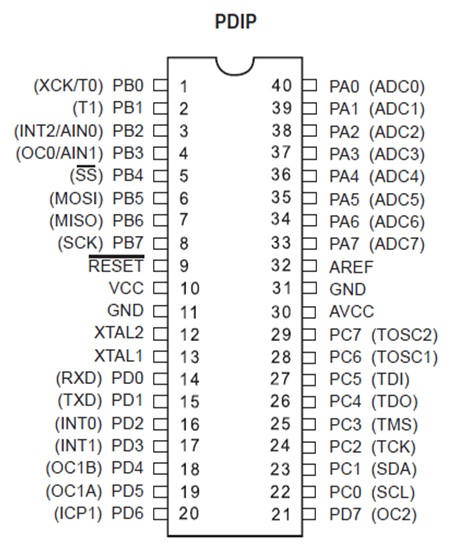 PDIP
(XCK/T0) PB0 1 40 PA0 (ADC0)
(T1) PB1 2 39 PA1 (ADC1)
(INT2/AIN0) PB2 3 38 PA2 (ADC2)
(OC0/AIN1) PB3 4 37 PA3 (ADC3)
(SS) PB4 5 36 PA4 (ADC4)
(MOSI) PB5 6 35 PA5 (ADC5)
(MISO) PB6 7 34 PA6 (ADC6)
(SCK) PB7 8 33 PA7 (ADC7)
RESET 9 32 AREF
VCC 10 31 GND
GND 11 30 AVCC
XTAL2 12 29 PC7 (TOSC2)
XTAL1 13 28 PC6 (TOSC1)
(RXD) PD0 14 27 PC5 (TDI)
(TXD) PD1 15 26 PC4 (TDO)
(INT0) PD2 16 25 PC3 (TMS)
(INT1) PD3 17 24 PC2 (TCK)
(OC1B) PD4 18 23 PC1 (SDA)
(OC1A) PD5 19 22 PC0 (SCL)
(ICP1) PD6 20 21 PD7 (OC2)